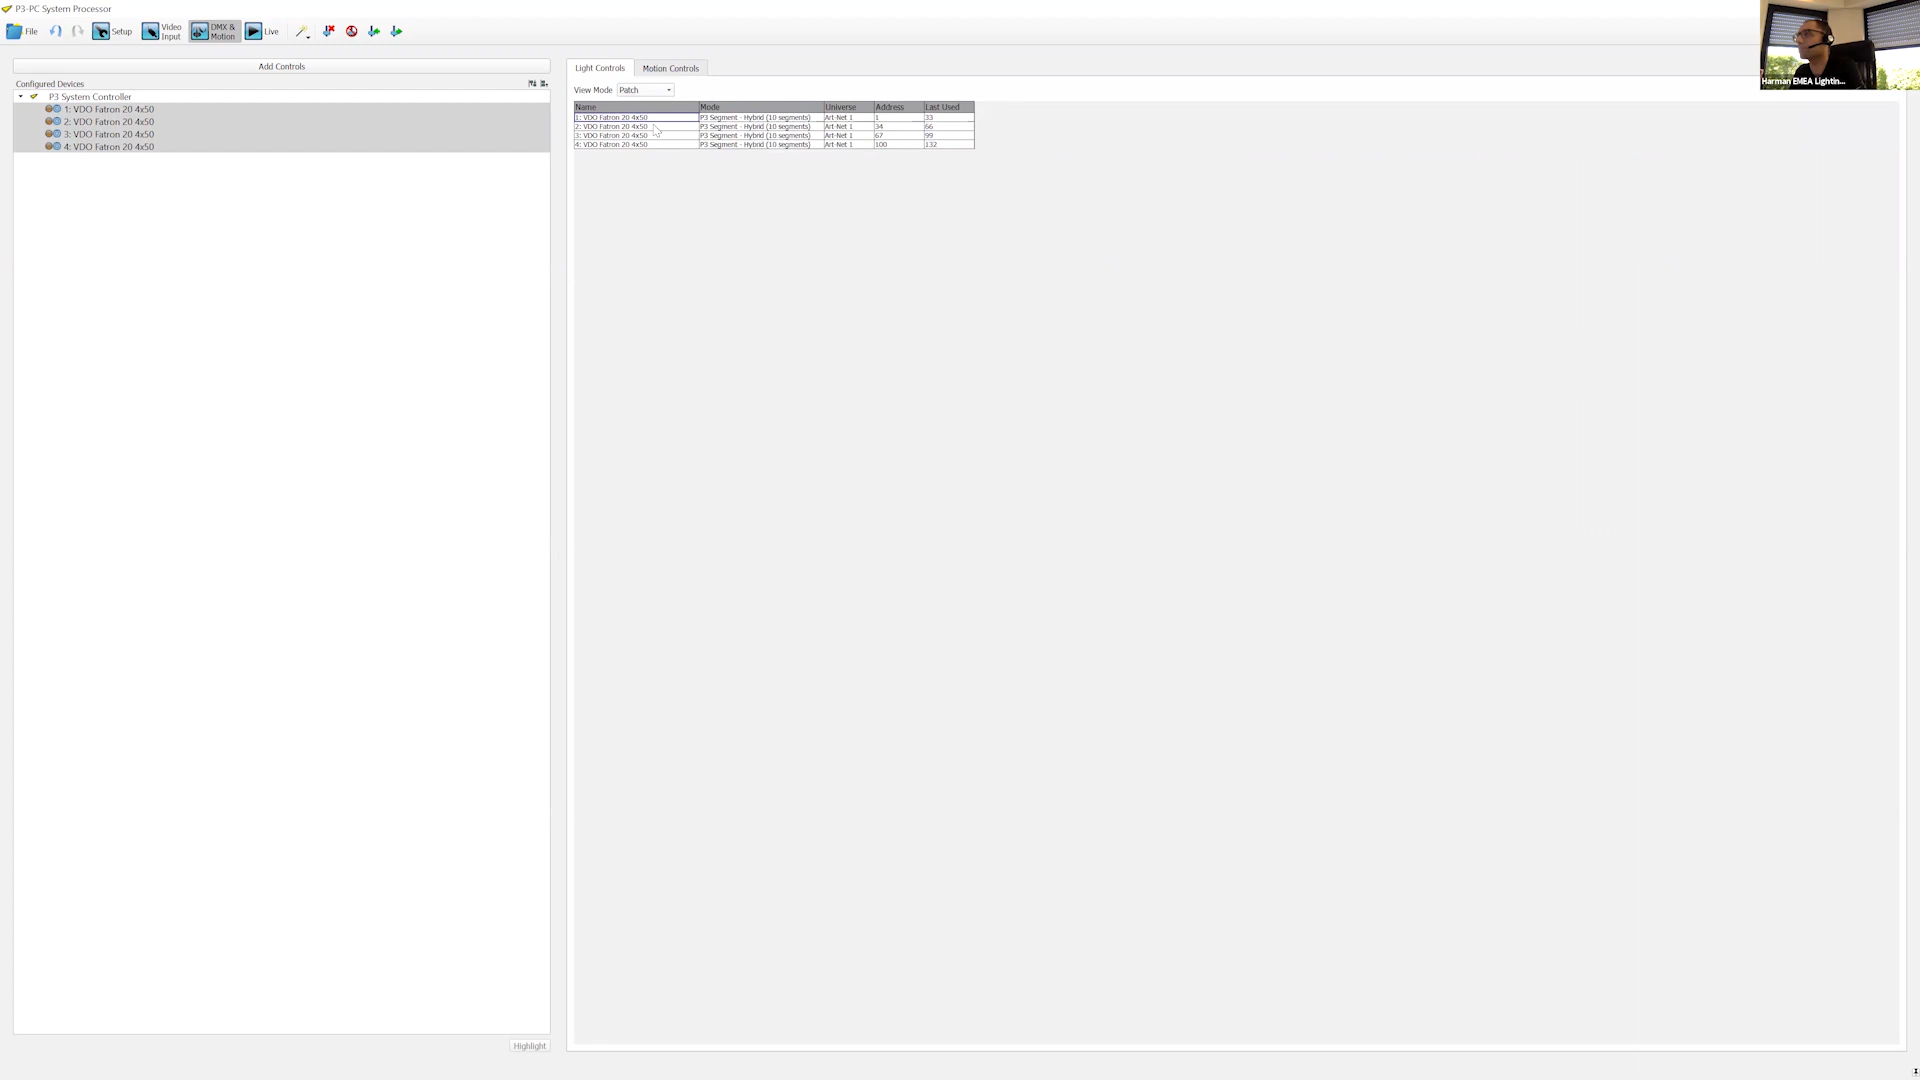 P3-PC System Processor
File Setup Video Input DMX & Motion Live
Harman EMEA Lightin...
Add Controls
Configured Devices
P3 System Controller
1: VDO Fatron 20 4x50
2: VDO Fatron 20 4x50
3: VDO Fatron 20 4x50
4: VDO Fatron 20 4x50
Highlight
Light Controls Motion Controls
View Mode Patch
Name Mode Universe Address Last Used
1: VDO Fatron 20 4x50 P3 Segment - Hybrid (10 segments) Art-Net 1 1 33
2: VDO Fatron 20 4x50 P3 Segment - Hybrid (10 segments) Art-Net 1 34 66
3: VDO Fatron 20 4x50 P3 Segment - Hybrid (10 segments) Art-Net 1 67 99
4: VDO Fatron 20 4x50 P3 Segment - Hybrid (10 segments) Art-Net 1 100 132